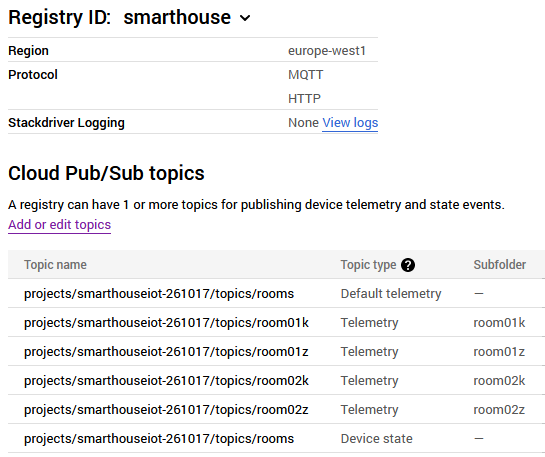 Registry ID: smarthouse
Region europe-west1
Protocol MQTT
HTTP
Stackdriver Logging None View logs
Cloud Pub/Sub topics
A registry can have 1 or more topics for publishing device telemetry and state events.
Add or edit topics
Topic name Topic type ? Subfolder
projects/smarthouseiot-261017/topics/rooms Default telemetry —
projects/smarthouseiot-261017/topics/room01k Telemetry room01k
projects/smarthouseiot-261017/topics/room01z Telemetry room01z
projects/smarthouseiot-261017/topics/room02k Telemetry room02k
projects/smarthouseiot-261017/topics/room02z Telemetry room02z
projects/smarthouseiot-261017/topics/rooms Device state —